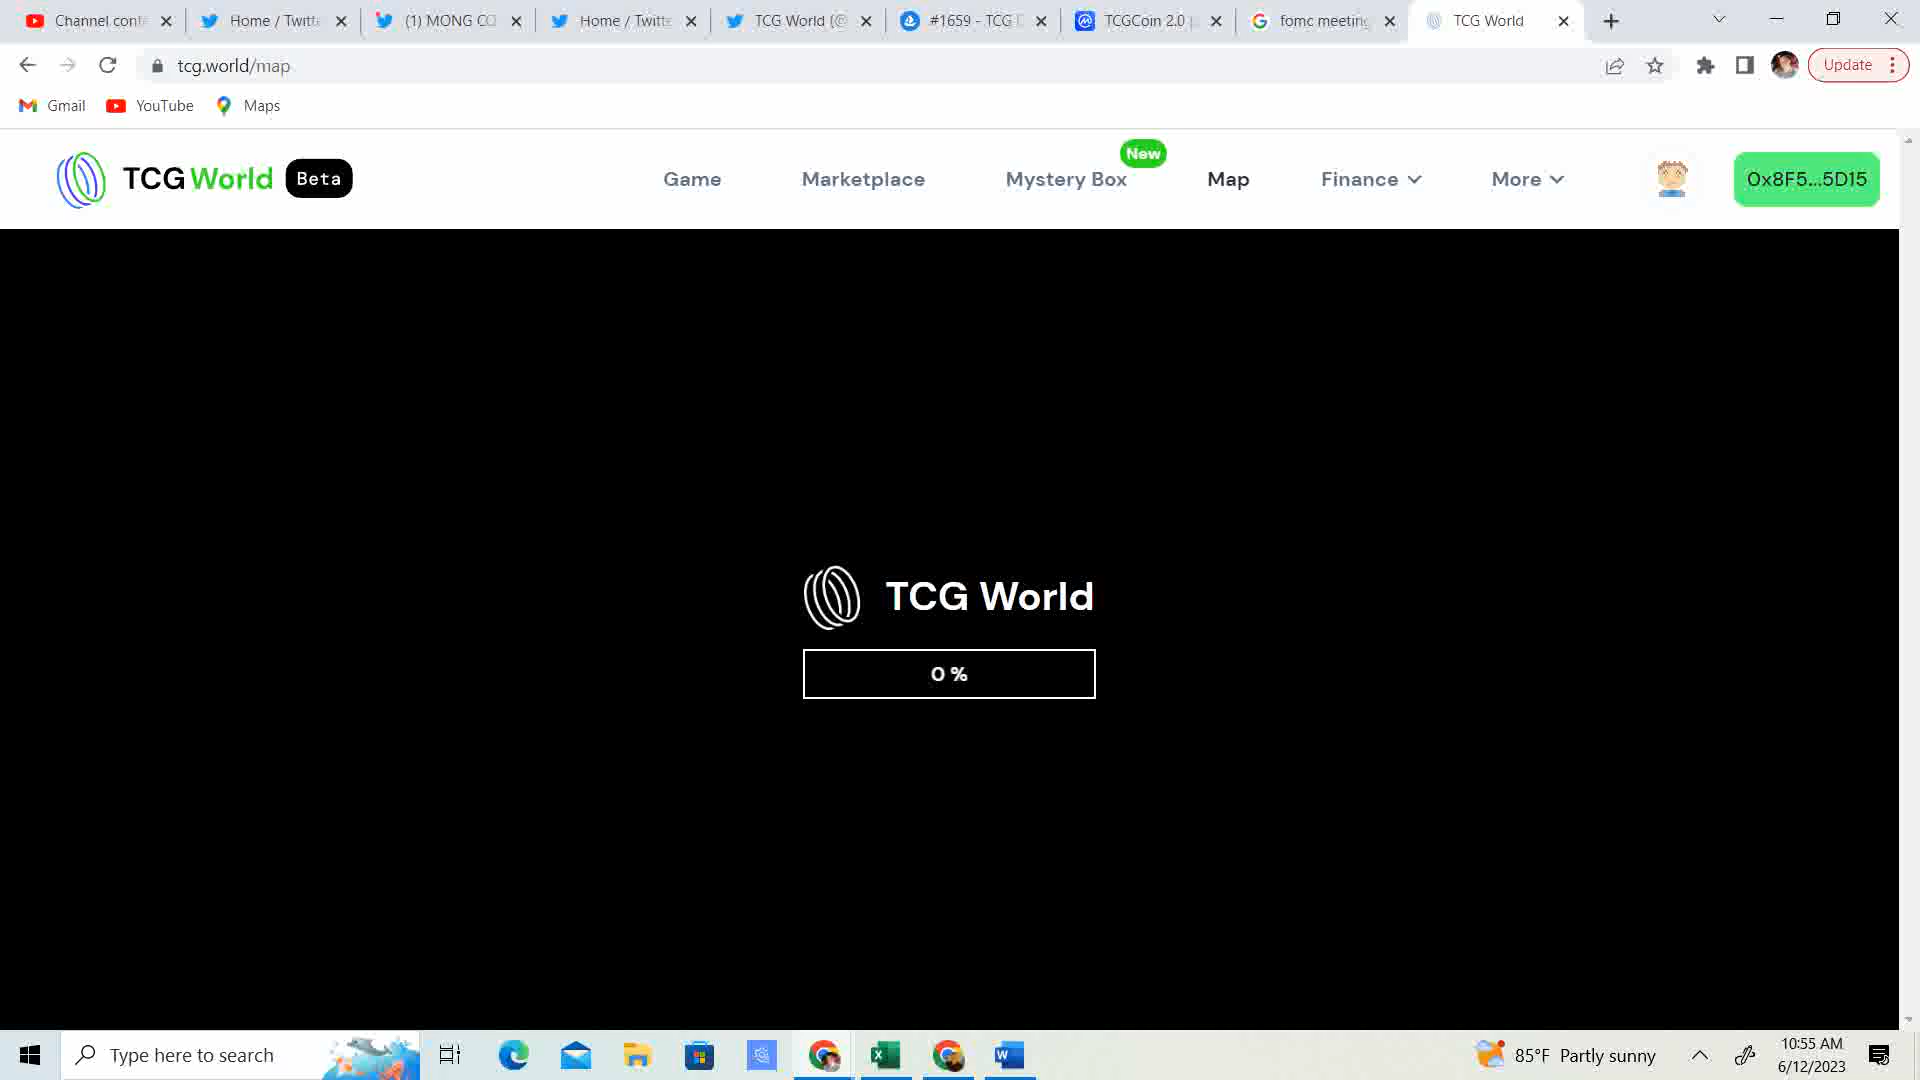 Channel cont
Home / Twitt
(1) MONG CO
Home / Twitte
TCG World (@
#1659 - TCG
TCGCoin 2.0
fomc meeting
TCG World
tcg.world/map
Update
Gmail
YouTube
Maps
TCG World
Beta
Game
Marketplace
Mystery Box
New
Map
Finance
More
0x8F5...5D15
TCG World
0 %
Type here to search
85°F Partly sunny
10:55 AM
6/12/2023